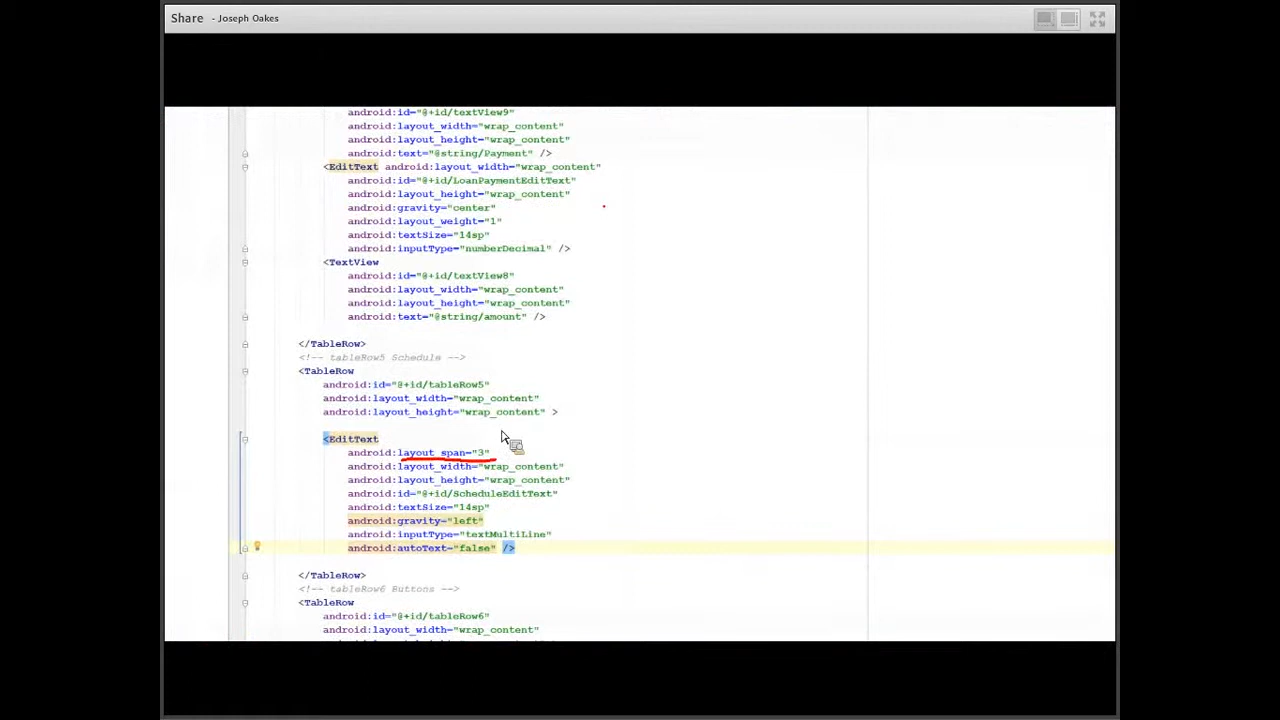 Share - Joseph Oakes
android:id="@+id/textView9"
android:layout_width="wrap_content"
android:layout_height="wrap_content"
android:text="@string/Payment" />
<EditText android:layout_width="wrap_content"
android:id="@+id/LoanPaymentEditText"
android:layout_height="wrap_content"
android:gravity="center"
android:layout_weight="1"
android:textSize="14sp"
android:inputType="numberDecimal" />
<TextView
android:id="@+id/textView8"
android:layout_width="wrap_content"
android:layout_height="wrap_content"
android:text="@string/amount" />
</TableRow>
<!-- tableRow5 Schedule -->
<TableRow
android:id="@+id/tableRow5"
android:layout_width="wrap_content"
android:layout_height="wrap_content" >
<EditText
android:layout_span="3"
android:layout_width="wrap_content"
android:layout_height="wrap_content"
android:id="@+id/ScheduleEditText"
android:textSize="14sp"
android:gravity="left"
android:inputType="textMultiLine"
android:autoText="false" />
</TableRow>
<!-- tableRow6 Buttons -->
<TableRow
android:id="@+id/tableRow6"
android:layout_width="wrap_content"